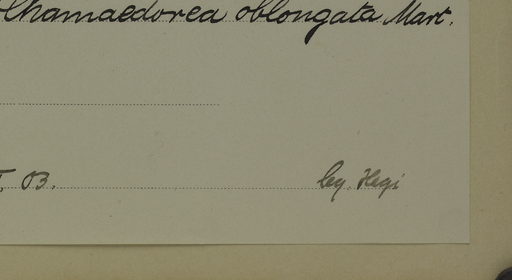 Chamaedorea oblongata Mart.
. 03. leg. Hegi